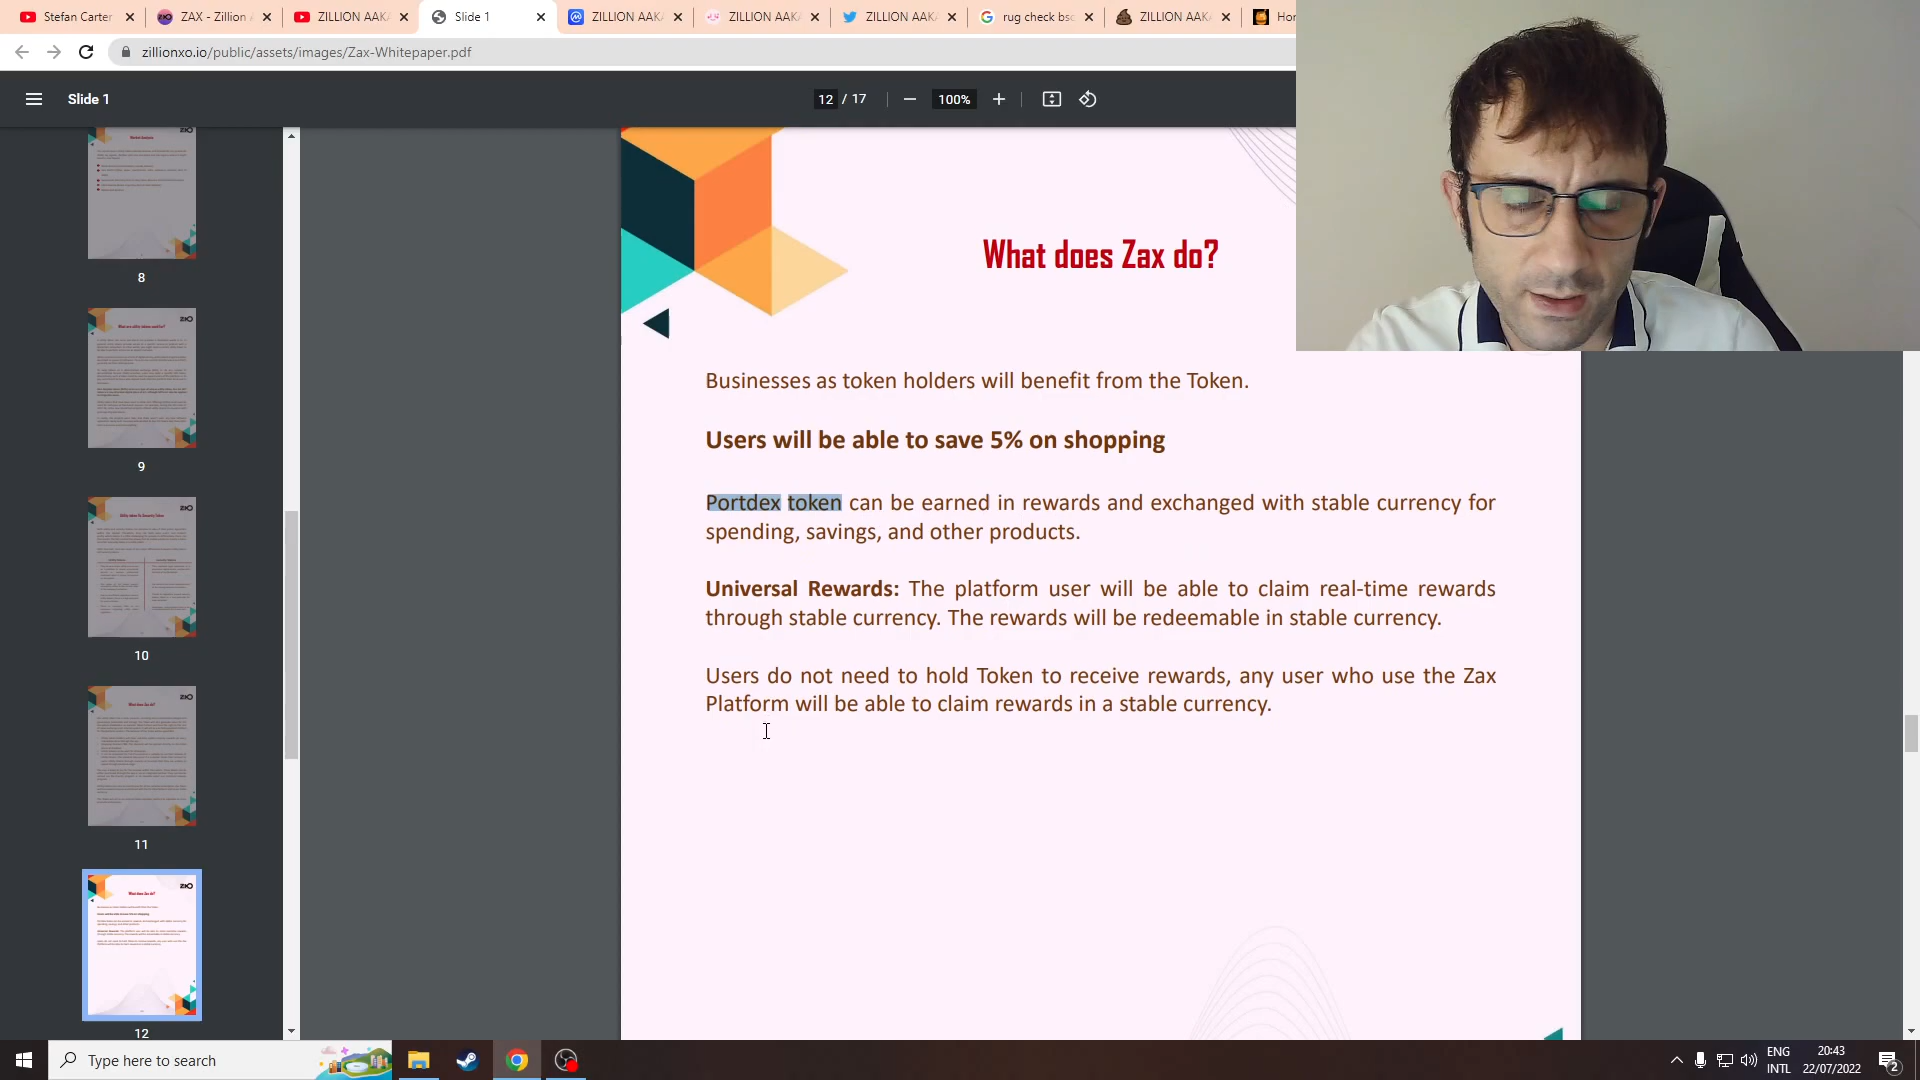 Stefan Carter
ZAX - Zillion
ZILLION AAK
Slide 1
ZILLION AAK
ZILLION AAK
ZILLION AAK
rug check bsc
ZILLION AAK
Hor
zillionxo.io/public/assets/images/Zax-Whitepaper.pdf
Slide 1
12 / 17
100%
8
9
10
11
12
What does Zax do?
Businesses as token holders will benefit from the Token.
Users will be able to save 5% on shopping
Portdex token can be earned in rewards and exchanged with stable currency for
spending, savings, and other products.
Universal Rewards: The platform user will be able to claim real-time rewards
through stable currency. The rewards will be redeemable in stable currency.
Users do not need to hold Token to receive rewards, any user who use the Zax
Platform will be able to claim rewards in a stable currency.
Type here to search
ENG
INTL
20:43
22/07/2022
2